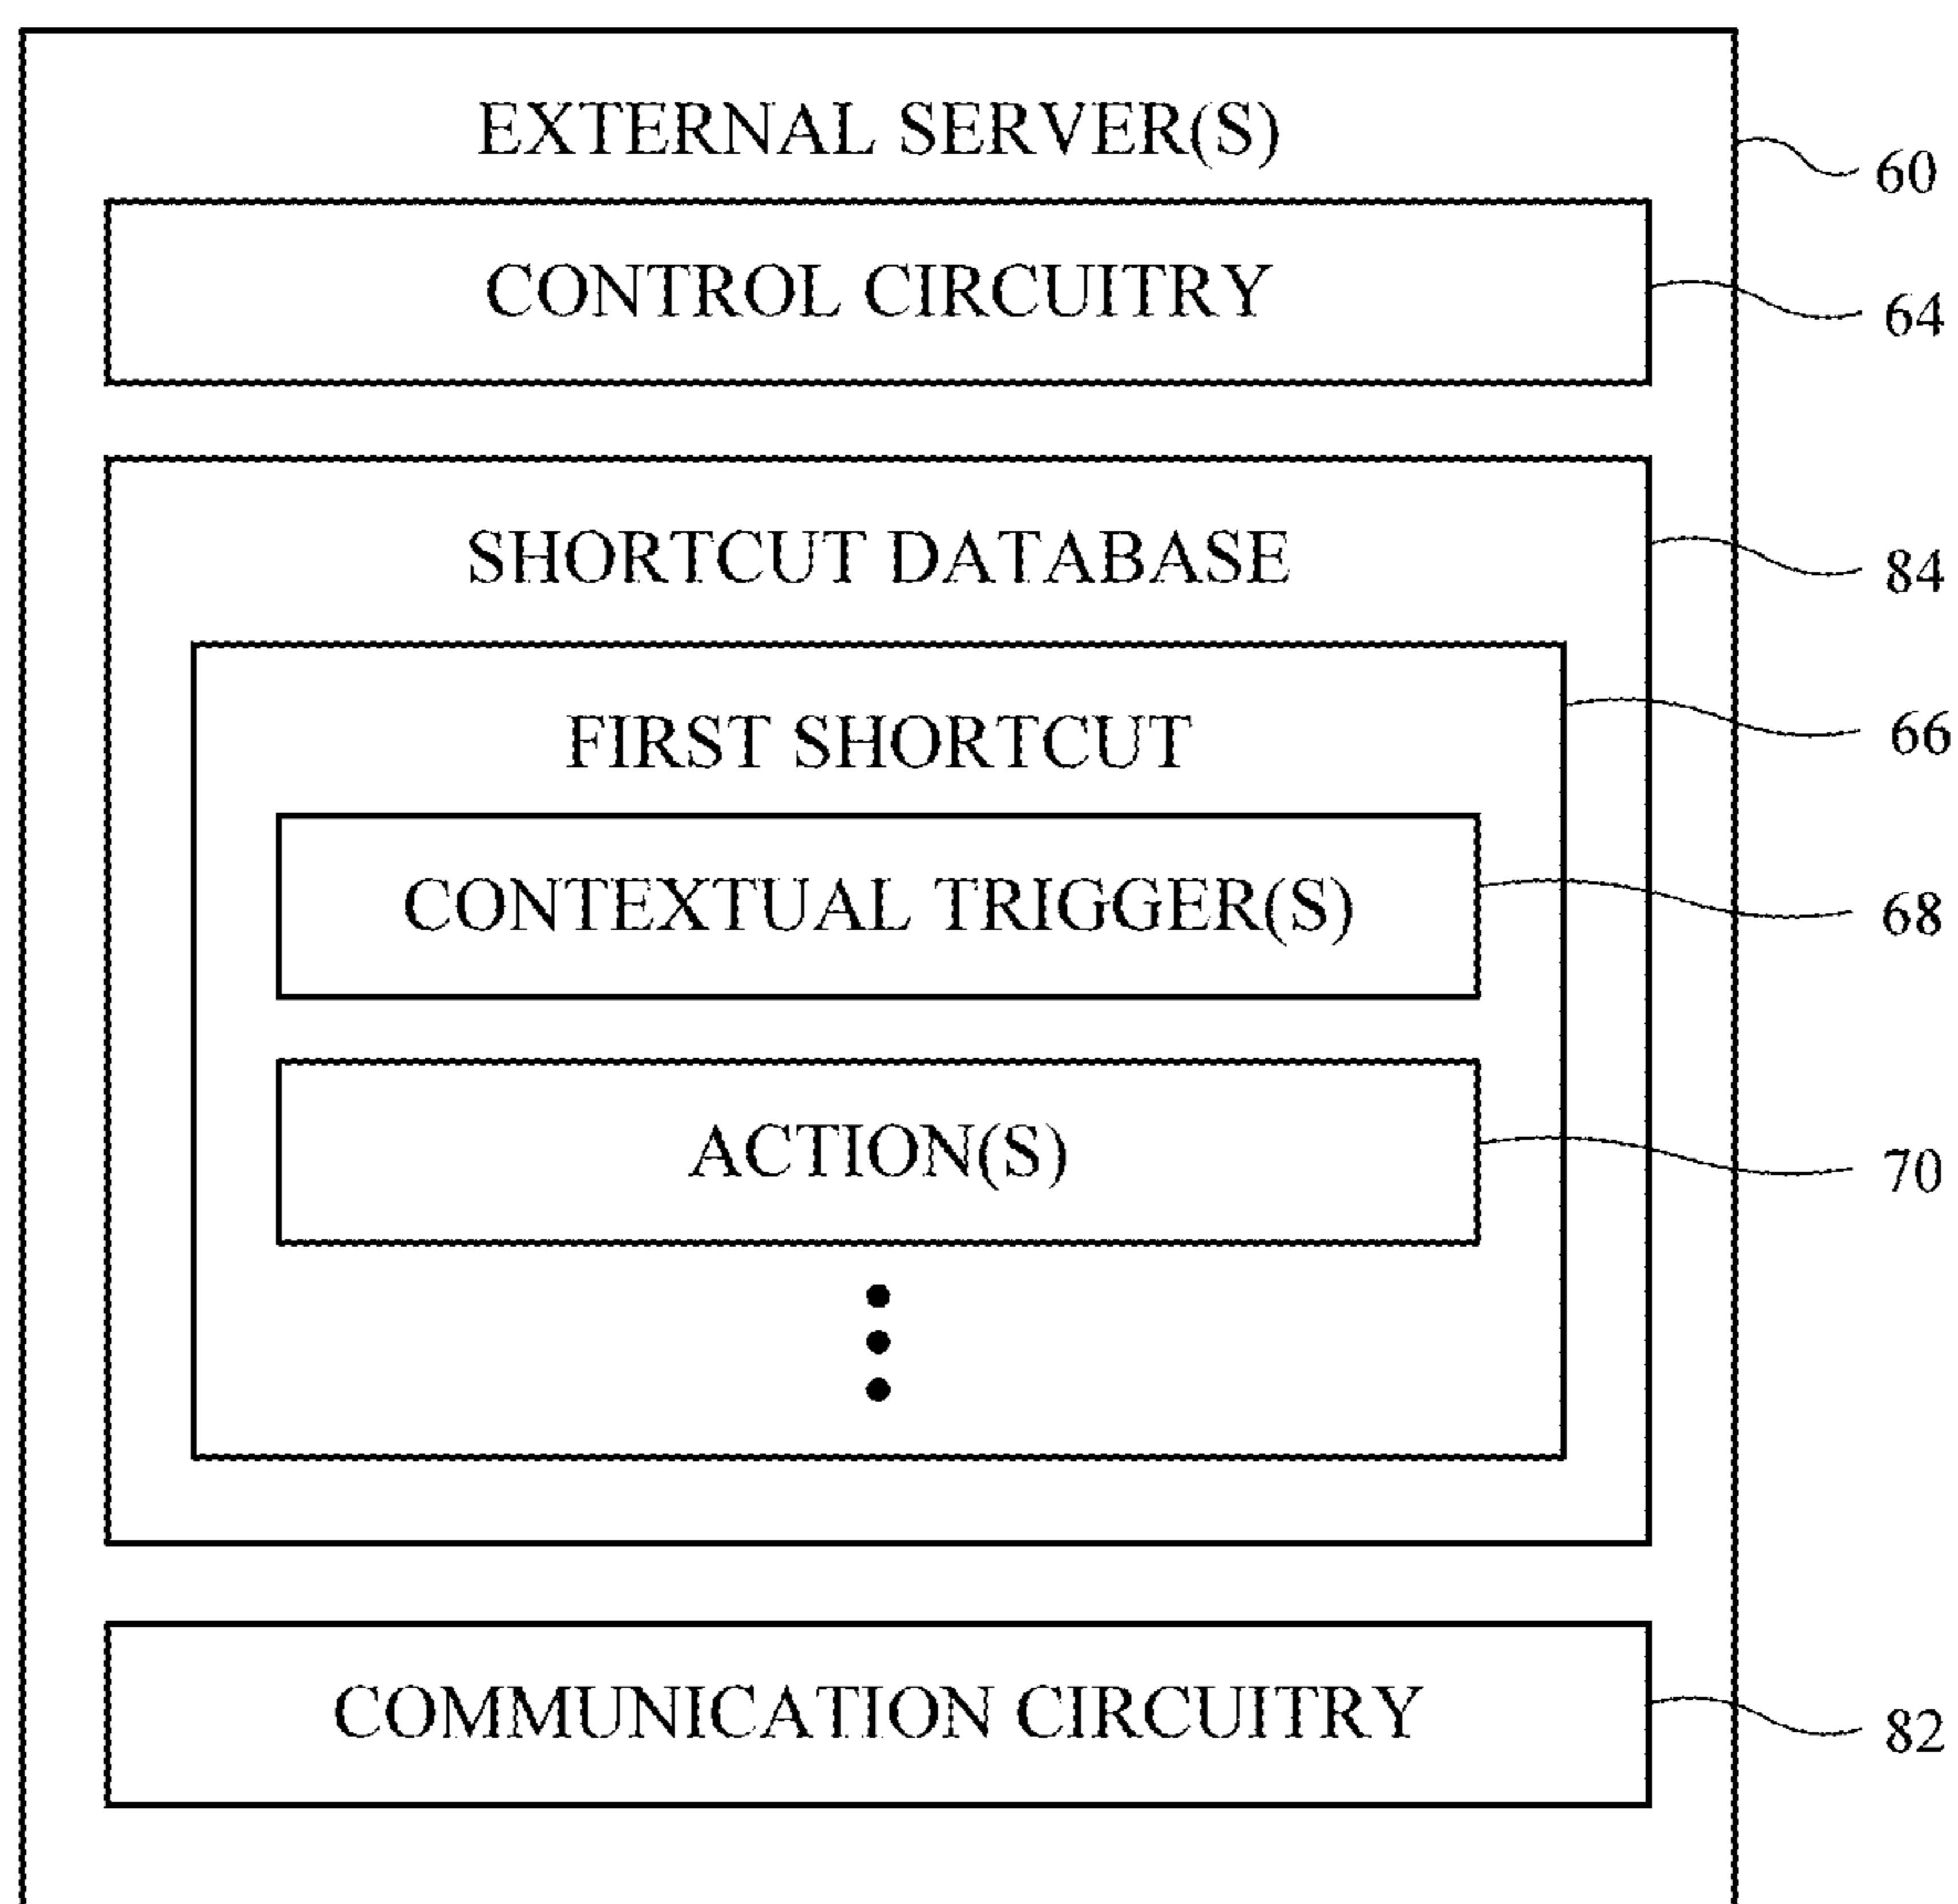 EXTERNAL SERVER(S)
60
CONTROL CIRCUITRY
64
SHORTCUT DATABASE
84
FIRST SHORTCUT
66
CONTEXTUAL TRIGGER(S)
68
ACTION(S)
70
COMMUNICATION CIRCUITRY
82